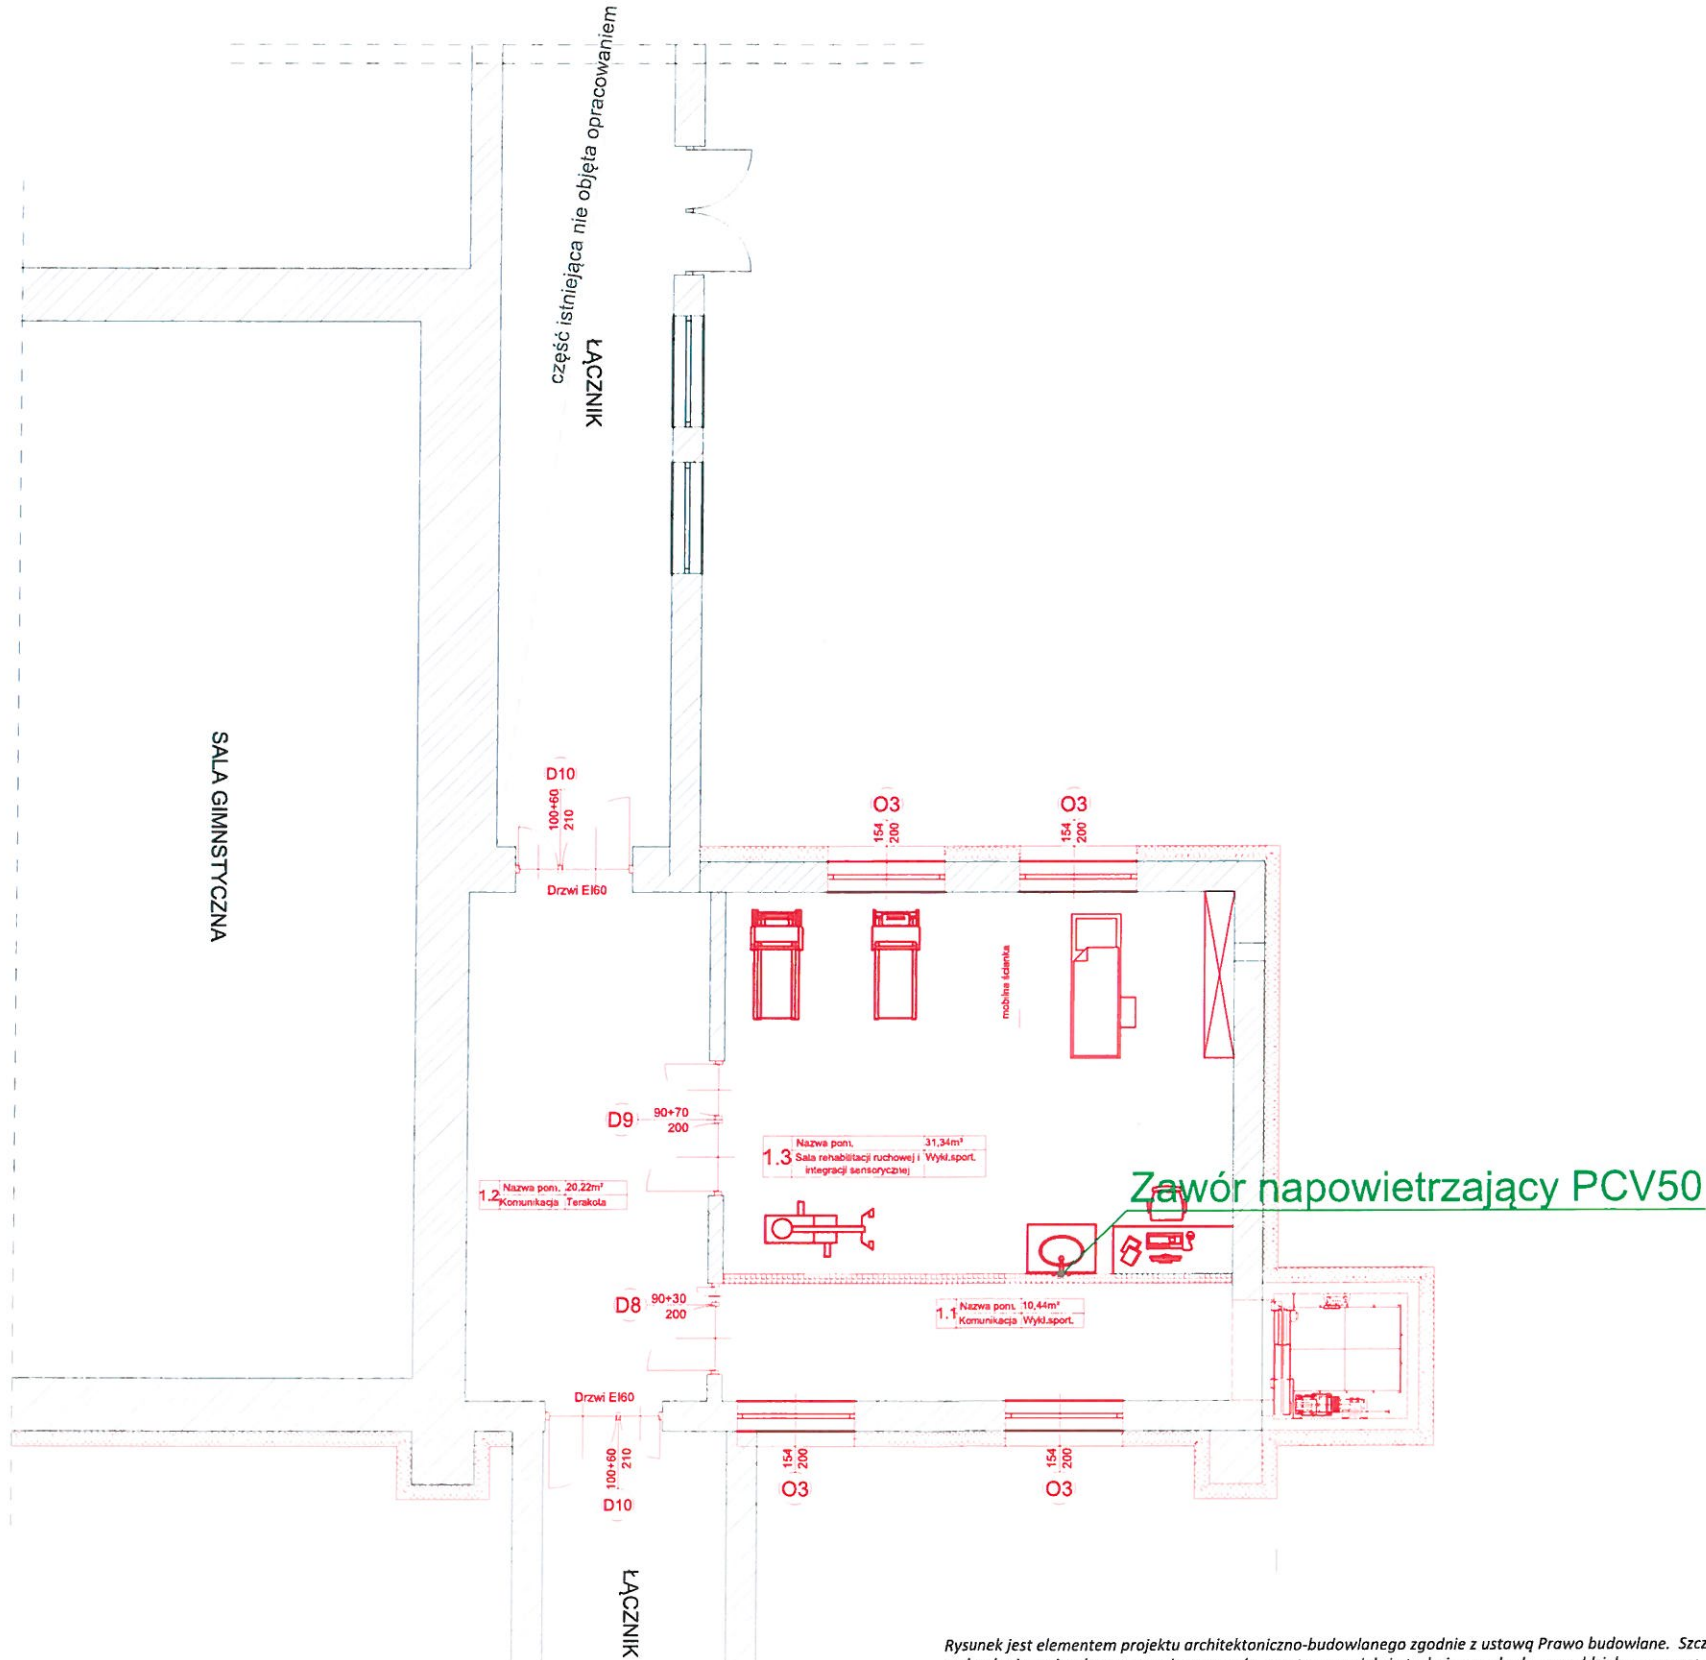 część istniejąca nie objęta opracowaniem
ŁĄCZNIK
SALA GIMNSTYCZNA
D10
100+60
210
Drzwi EI60
O3
154
200
O3
154
200
mobilna ścianka
D9
90+70
200
1.3
Nazwa pom. 31,34m²
Sala rehabilitacji ruchowej i Wykł.sport.
integracji sensorycznej
1.2
Nazwa pom. 20,22m²
Komunikacja Terakota
Zawór napowietrzający PCV50
D8
90+30
200
1.1
Nazwa pom. 10,44m²
Komunikacja Wykł.sport.
Drzwi EI60
100+60
210
D10
154
200
O3
154
200
O3
ŁĄCZNIK
Rysunek jest elementem projektu architektoniczno-budowlanego zgodnie z ustawą Prawo budowlane. Szcz